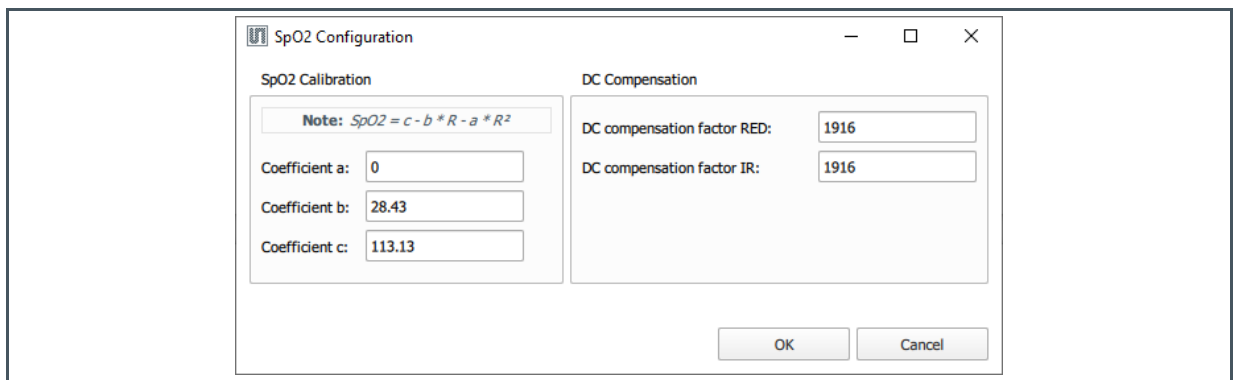 SpO2 Configuration
SpO2 Calibration
Note: SpO2 = c - b * R - a * R²
Coefficient a: 0
Coefficient b: 28.43
Coefficient c: 113.13
DC Compensation
DC compensation factor RED: 1916
DC compensation factor IR: 1916
OK Cancel